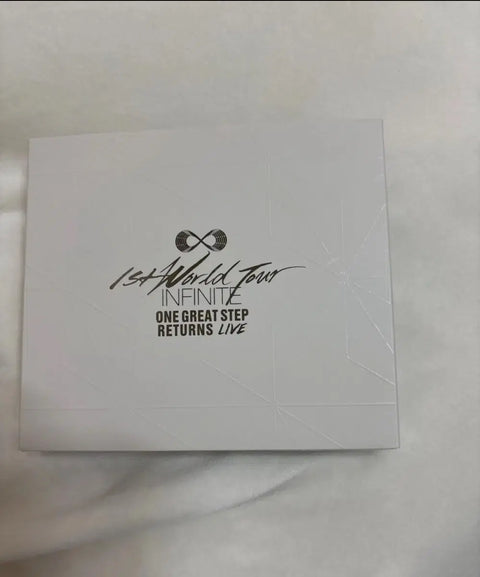 1st World Tour
INFINITE
ONE GREAT STEP
RETURNS LIVE